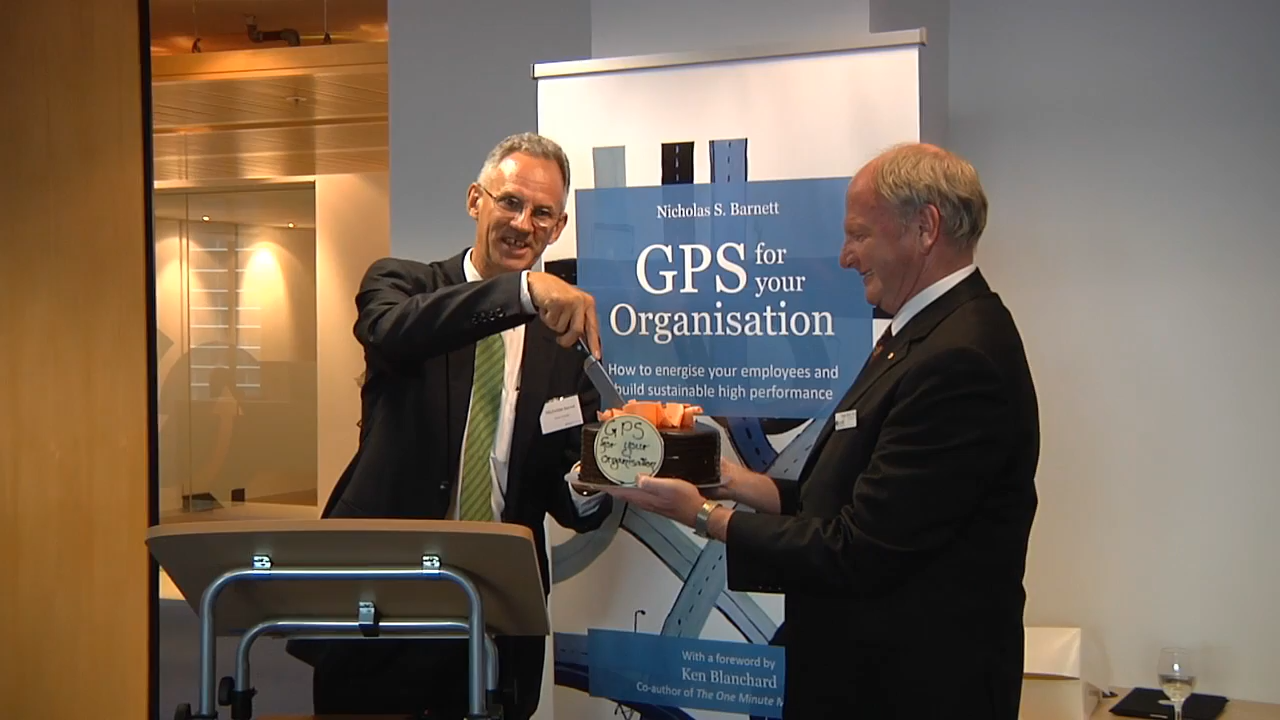 Nicholas S. Barnett
GPS for
your
Organisation
How to energise your employees and
build sustainable high performance
GPS
for your
organisation
With a foreword by
Ken Blanchard
Co-author of The One Minute M